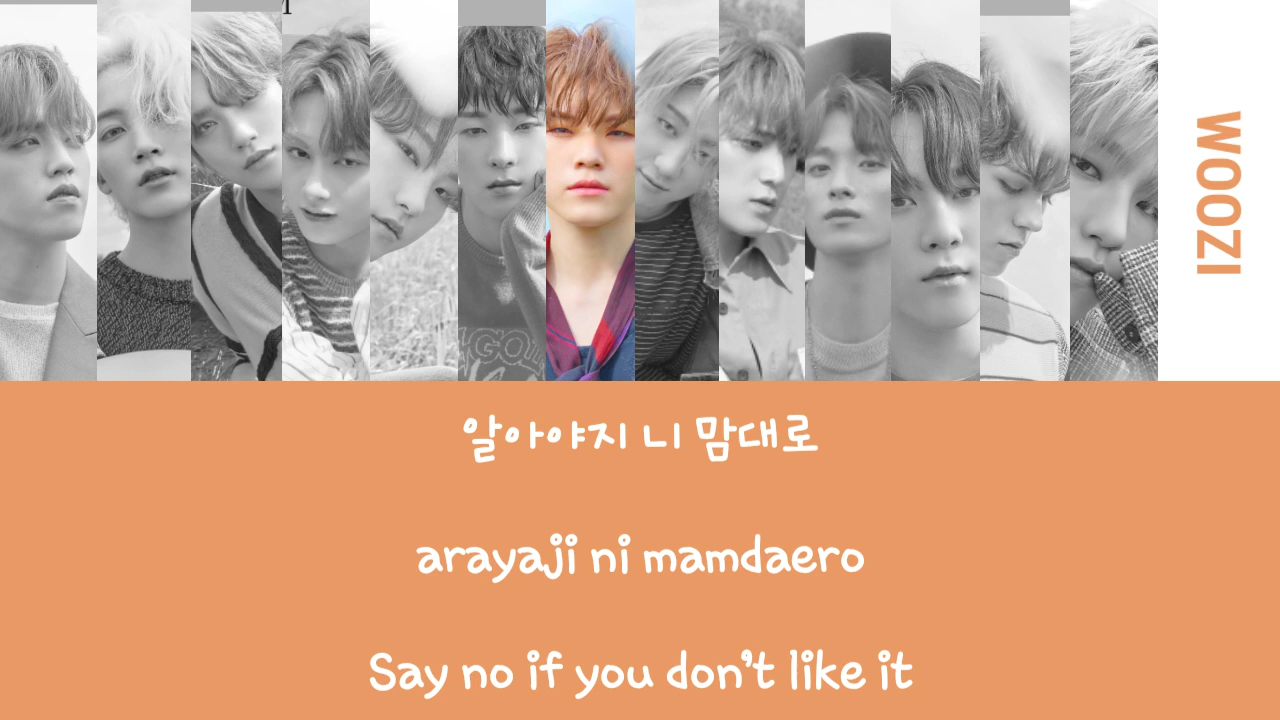 WOOZI
알아야지 니 맘대로
arayaji ni mamdaero
Say no if you don't like it